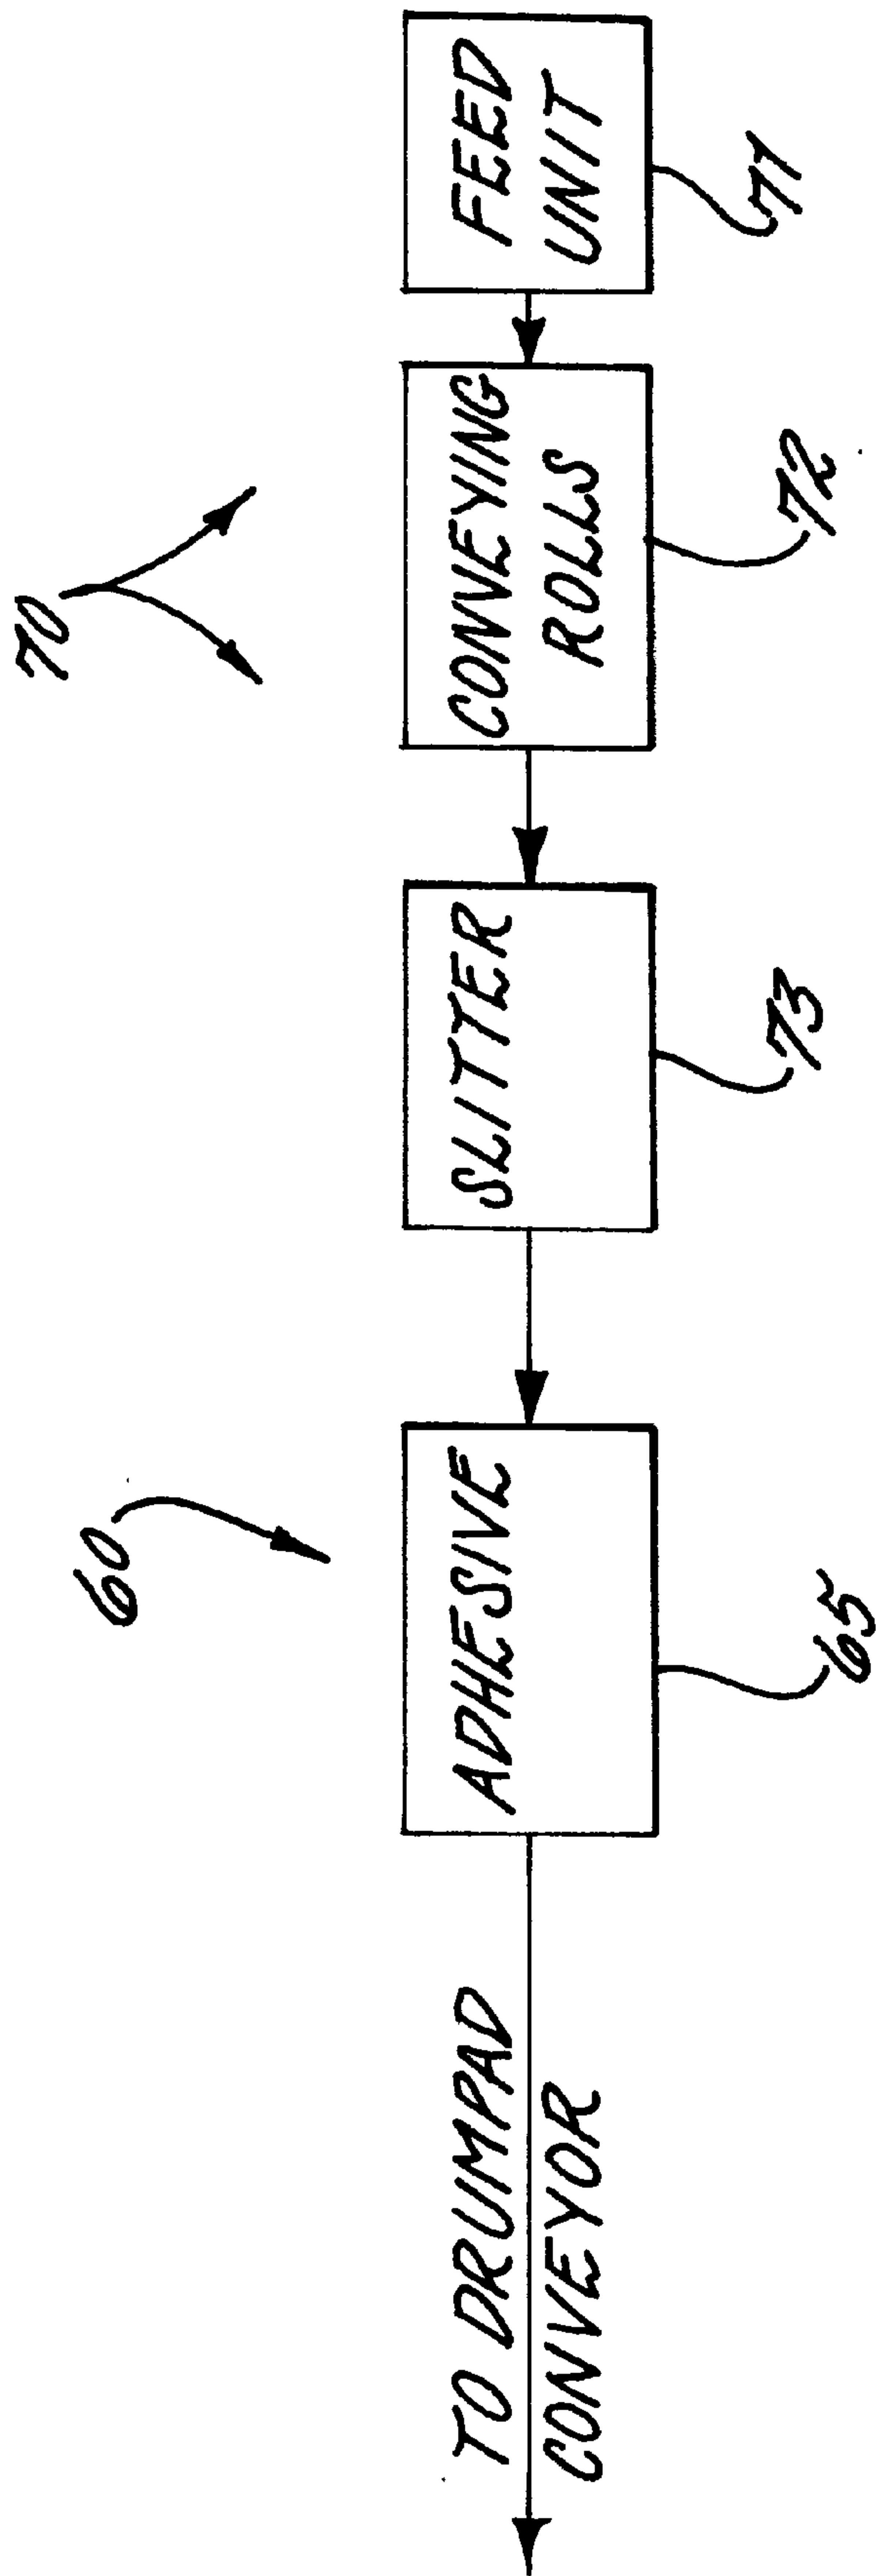 70
60
FEED
UNIT
71
CONVEYING
ROLLS
72
SLITTER
73
ADHESIVE
65
TO DRUMPAD
CONVEYOR